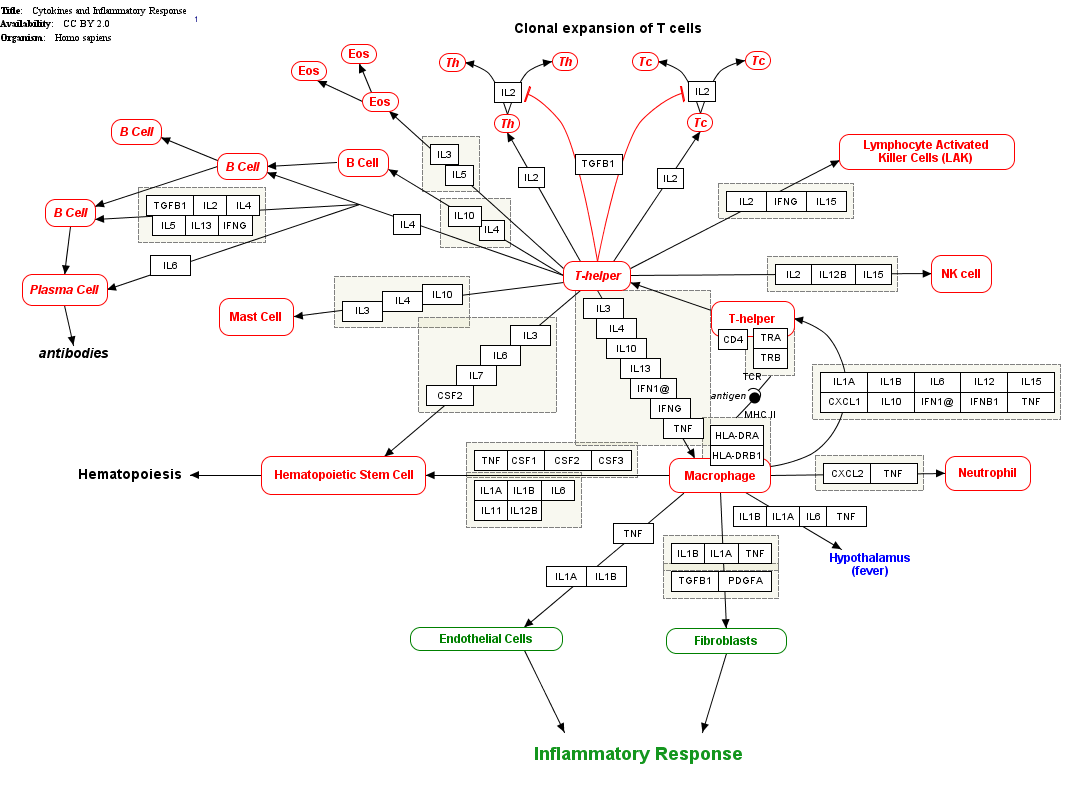 Title: Cytokines and Inflammatory Response
Availability: CC BY 2.0
Organism: Homo sapiens
1
Clonal expansion of T cells
Eos
Eos
Eos
Th
Th
Tc
Tc
IL2
IL2
Th
Tc
B Cell
B Cell
B Cell
B Cell
IL3
IL5
IL2
TGFB1
IL2
Lymphocyte Activated
Killer Cells (LAK)
TGFB1 IL2 IL4
IL5 IL13 IFNG
IL10
IL4
IL4
IL2 IFNG IL15
IL6
Plasma Cell
antibodies
T-helper
IL2 IL12B IL15
NK cell
Mast Cell
IL3
IL4
IL10
IL3
IL6
IL7
CSF2
IL3
IL4
IL10
IL13
IFN1@
IFNG
TNF
T-helper
CD4
TRA
TRB
TCR
antigen
MHC II
HLA-DRA
HLA-DRB1
IL1A IL1B IL6 IL12 IL15
CXCL1 IL10 IFN1@ IFNB1 TNF
Hematopoiesis
Hematopoietic Stem Cell
TNF CSF1 CSF2 CSF3
IL1A IL1B IL6
IL11 IL12B
Macrophage
CXCL2 TNF
Neutrophil
IL1B IL1A IL6 TNF
Hypothalamus
(fever)
TNF
IL1A IL1B
IL1B IL1A TNF
TGFB1 PDGFA
Endothelial Cells
Fibroblasts
Inflammatory Response